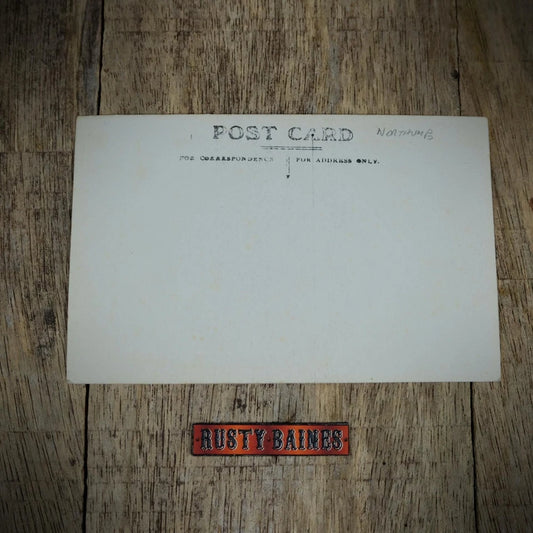 POST CARD
NORTHUMB
FOR CORRESPONDENCE
FOR ADDRESS ONLY.
RUSTY·BAINES